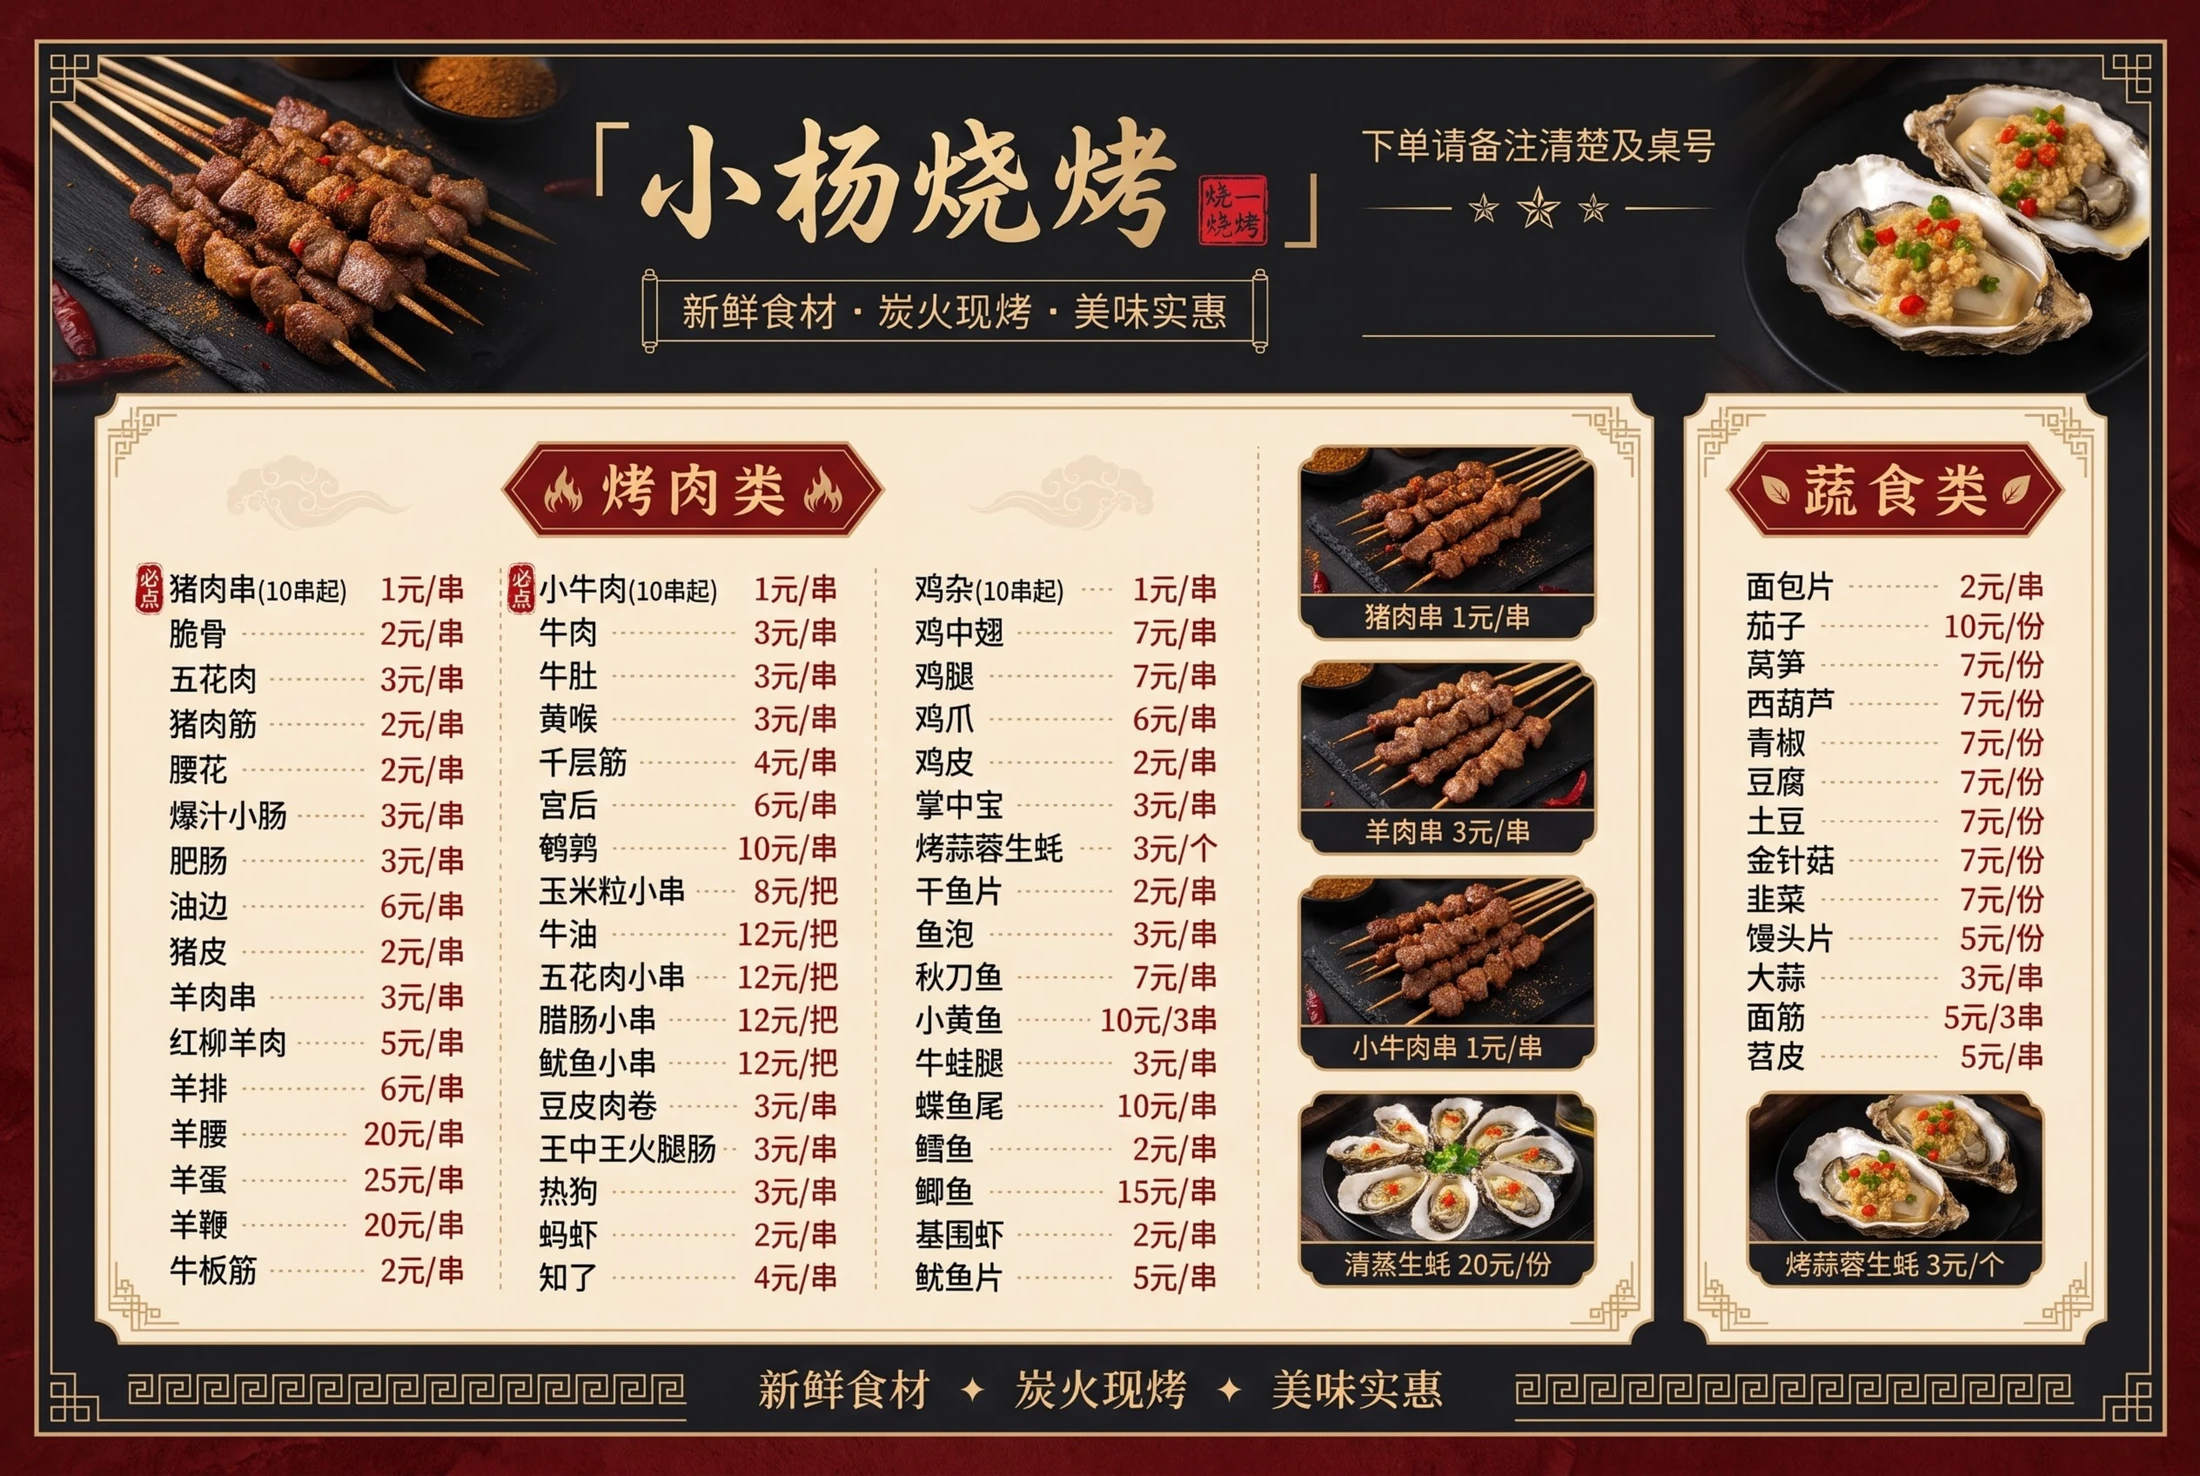 「小杨烧烤」
烧一
烧烤
新鲜食材·炭火现烤·美味实惠
下单请备注清楚及桌号
烤肉类
必点
猪肉串(10串起) 1元/串
脆骨 2元/串
五花肉 3元/串
猪肉筋 2元/串
腰花 2元/串
爆汁小肠 3元/串
肥肠 3元/串
油边 6元/串
猪皮 2元/串
羊肉串 3元/串
红柳羊肉 5元/串
羊排 6元/串
羊腰 20元/串
羊蛋 25元/串
羊鞭 20元/串
牛板筋 2元/串
必点
小牛肉(10串起) 1元/串
牛肉 3元/串
牛肚 3元/串
黄喉 3元/串
千层筋 4元/串
宫后 6元/串
鹌鹑 10元/串
玉米粒小串 8元/把
牛油 12元/把
五花肉小串 12元/把
腊肠小串 12元/把
鱿鱼小串 12元/把
豆皮肉卷 3元/串
王中王火腿肠 3元/串
热狗 3元/串
蚂虾 2元/串
知了 4元/串
鸡杂(10串起) 1元/串
鸡中翅 7元/串
鸡腿 7元/串
鸡爪 6元/串
鸡皮 2元/串
掌中宝 3元/串
烤蒜蓉生蚝 3元/个
干鱼片 2元/串
鱼泡 3元/串
秋刀鱼 7元/串
小黄鱼 10元/3串
牛蛙腿 3元/串
蝶鱼尾 10元/串
鳕鱼 2元/串
鲫鱼 15元/串
基围虾 2元/串
鱿鱼片 5元/串
猪肉串 1元/串
羊肉串 3元/串
小牛肉串 1元/串
清蒸生蚝 20元/份
蔬食类
面包片 2元/串
茄子 10元/份
莴笋 7元/份
西葫芦 7元/份
青椒 7元/份
豆腐 7元/份
土豆 7元/份
金针菇 7元/份
韭菜 7元/份
馒头片 5元/份
大蒜 3元/串
面筋 5元/3串
苕皮 5元/串
烤蒜蓉生蚝 3元/个
新鲜食材 ✦ 炭火现烤 ✦ 美味实惠